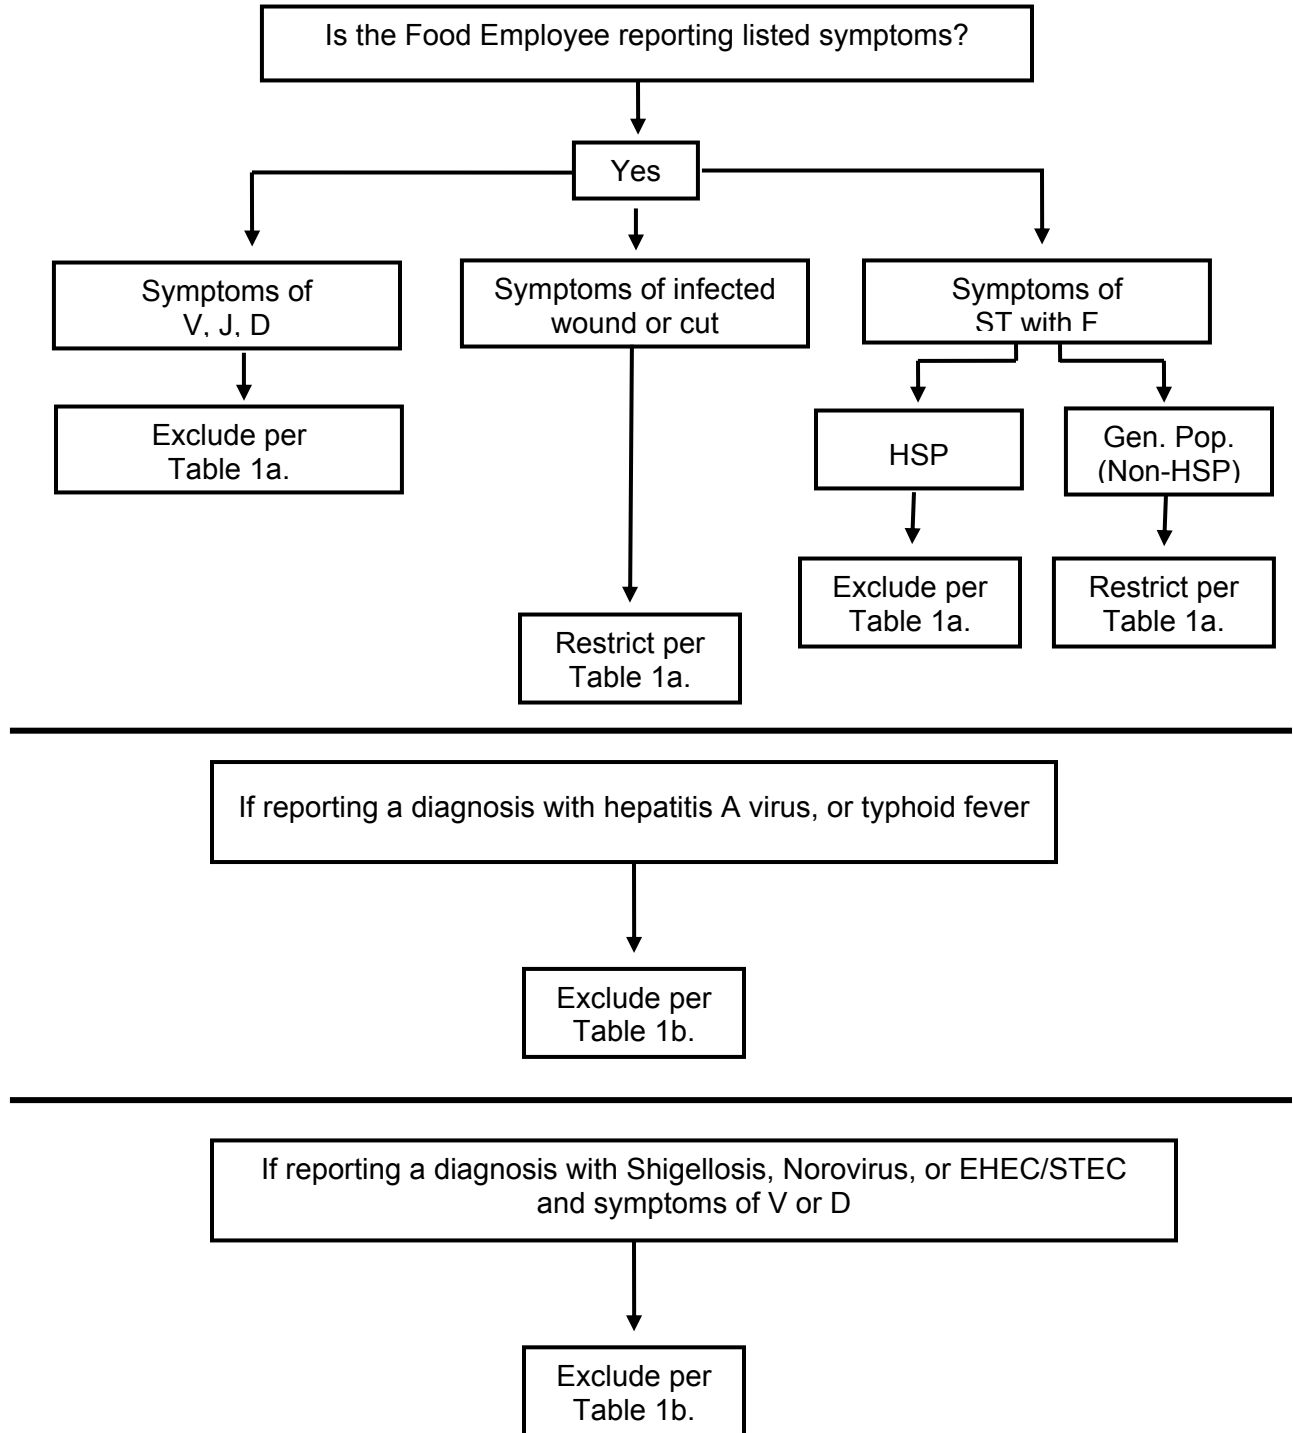 Is the Food Employee reporting listed symptoms?
Yes
Symptoms of
V, J, D
Symptoms of infected
wound or cut
Symptoms of
ST with F
Exclude per
Table 1a.
HSP
Gen. Pop.
(Non-HSP)
Exclude per
Table 1a.
Restrict per
Table 1a.
Restrict per
Table 1a.
If reporting a diagnosis with hepatitis A virus, or typhoid fever
Exclude per
Table 1b.
If reporting a diagnosis with Shigellosis, Norovirus, or EHEC/STEC
and symptoms of V or D
Exclude per
Table 1b.